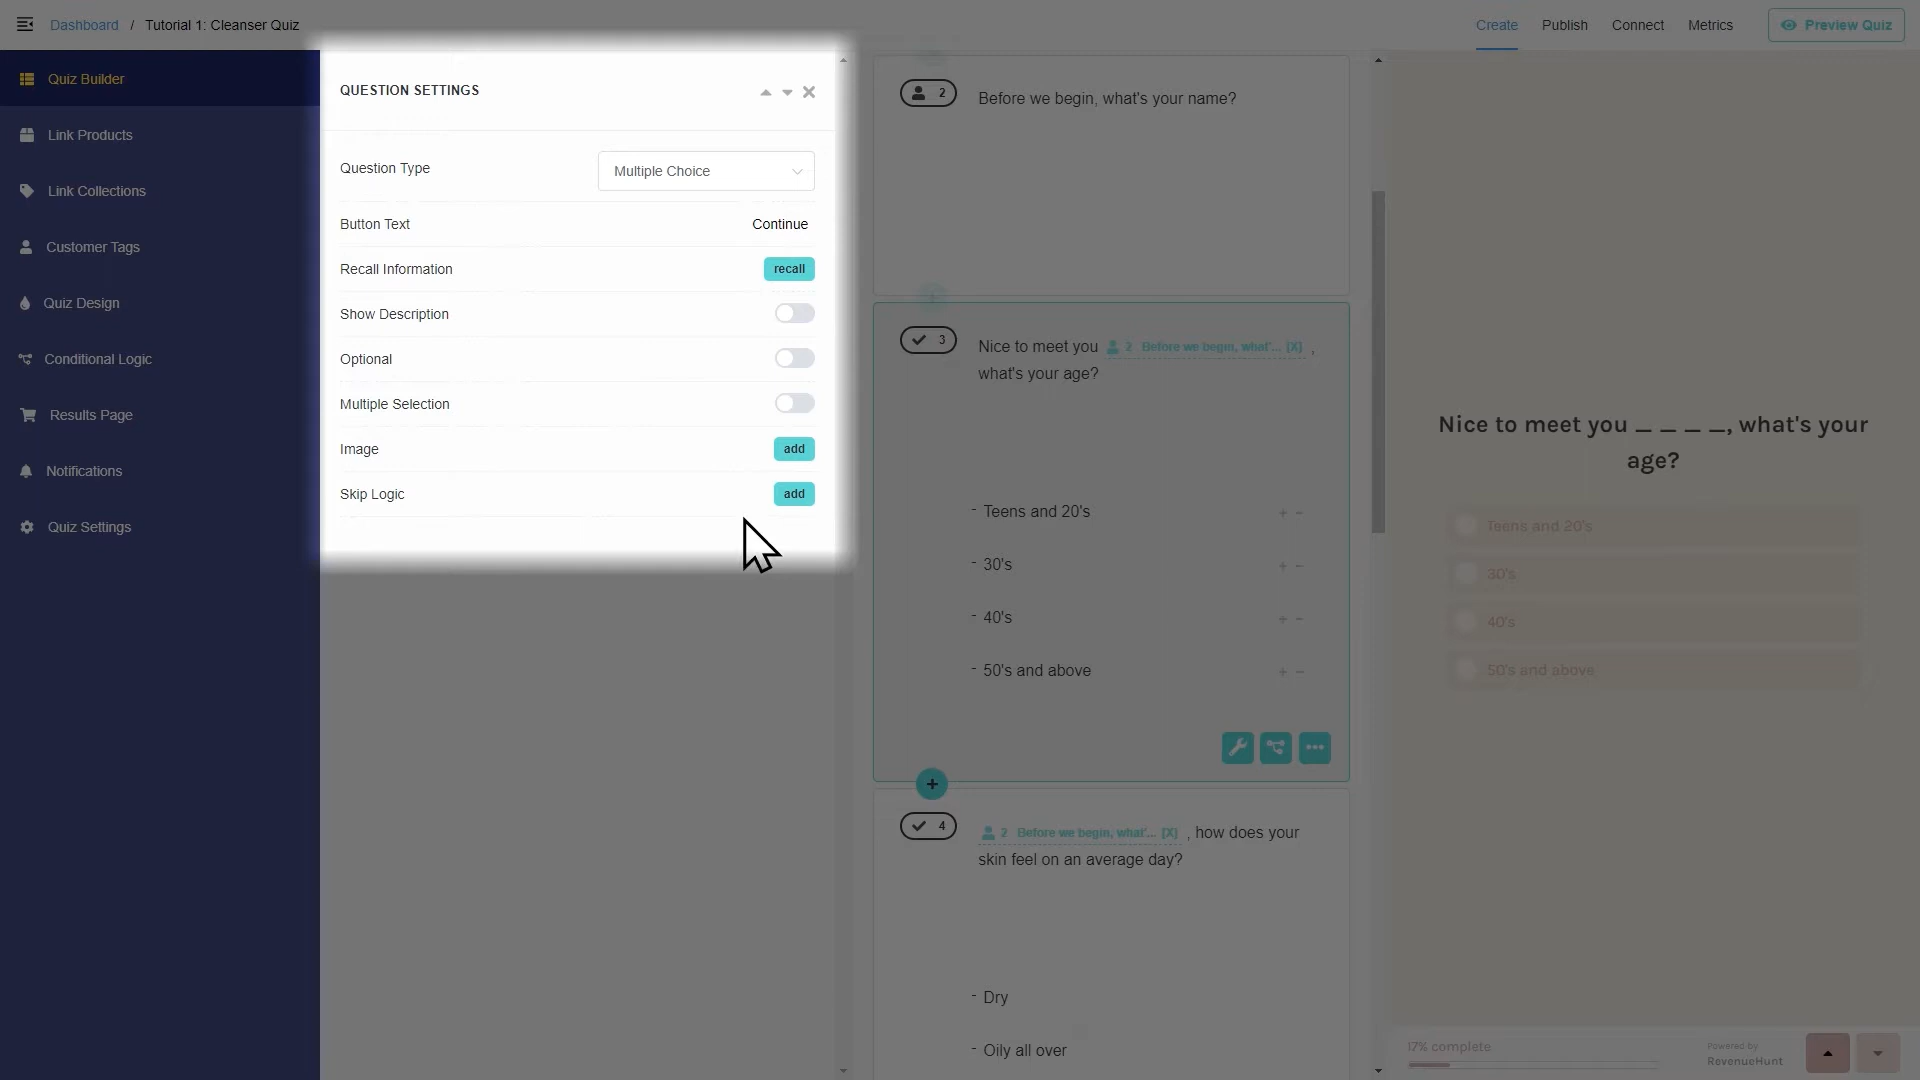 Dashboard / Tutorial 1: Cleanser Quiz
Create Publish Connect Metrics Preview Quiz
Quiz Builder
Link Products
Link Collections
Customer Tags
Quiz Design
Conditional Logic
Results Page
Notifications
Quiz Settings
QUESTION SETTINGS
Question Type Multiple Choice
Button Text Continue
Recall Information recall
Show Description
Optional
Multiple Selection
Image add
Skip Logic add
2 Before we begin, what's your name?
3 Nice to meet you 2 Before we begin, what'... [X] ,
what's your age?
- Teens and 20's + -
- 30's + -
- 40's + -
- 50's and above + -
+
4 2 Before we begin, what'... [X] , how does your
skin feel on an average day?
- Dry
- Oily all over
Nice to meet you _ _ _ _, what's your
age?
Teens and 20's
30's
40's
50's and above
17% complete
Powered by
RevenueHunt